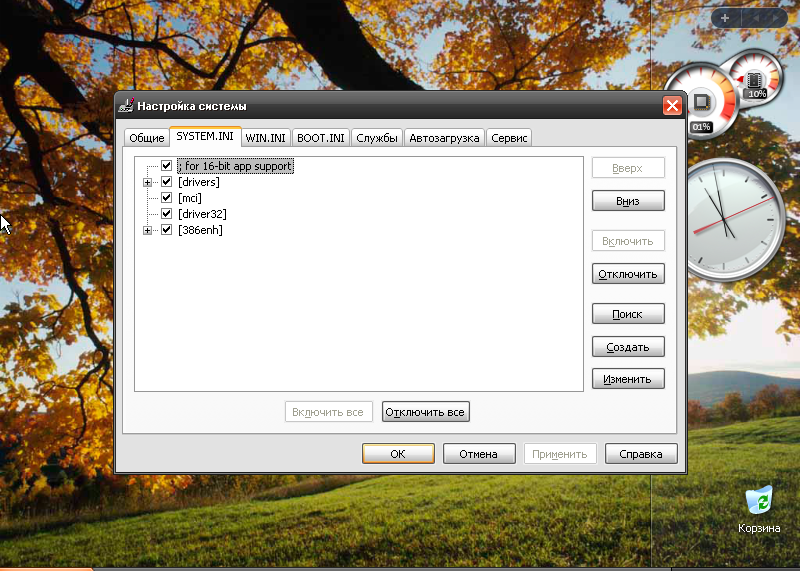 10%
01%
Настройка системы
Общие SYSTEM.INI WIN.INI BOOT.INI Службы Автозагрузка Сервис
; for 16-bit app support
[drivers]
[mci]
[driver32]
[386enh]
Вверх
Вниз
Включить
Отключить
Поиск
Создать
Изменить
Включить все Отключить все
OK Отмена Применить Справка
Корзина